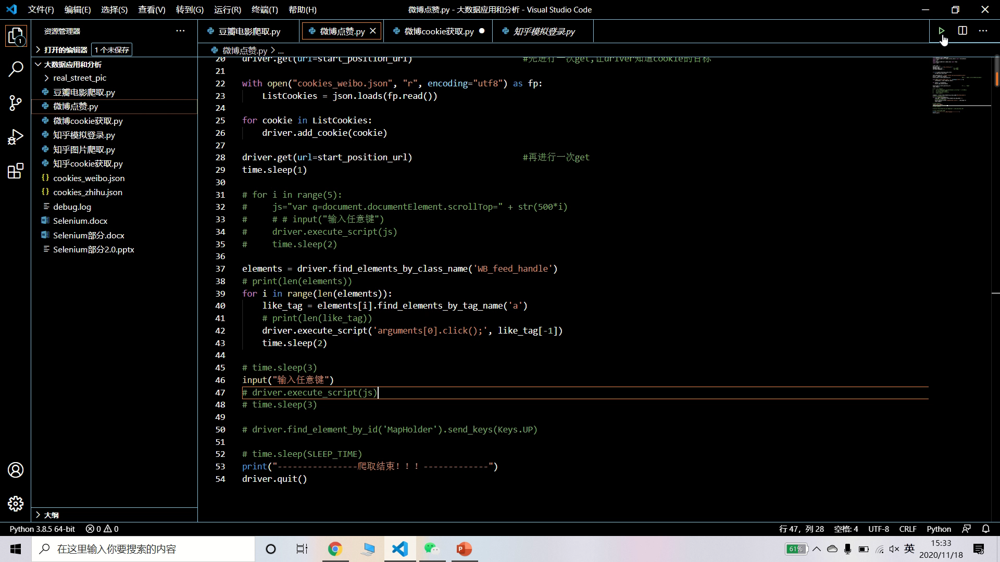 文件(F) 编辑(E) 选择(S) 查看(V) 转到(G) 运行(R) 终端(T) 帮助(H) 微博点赞.py - 大数据应用和分析 - Visual Studio Code
资源管理器
豆瓣电影爬取.py 微博点赞.py 微博cookie获取.py 知乎模拟登录.py
打开的编辑器 1 个未保存
微博点赞.py > ...
1
大数据应用和分析
real_street_pic
豆瓣电影爬取.py
微博点赞.py
微博cookie获取.py
知乎模拟登录.py
知乎图片爬取.py
知乎cookie获取.py
cookies_weibo.json
cookies_zhihu.json
debug.log
Selenium.docx
Selenium部分.docx
Selenium部分2.0.pptx
大纲
20 driver.get(url=start_position_url) #先进行一次get,让driver知道cookie的目标
21
22 with open("cookies_weibo.json", "r", encoding="utf8") as fp:
23 ListCookies = json.loads(fp.read())
24
25 for cookie in ListCookies:
26 driver.add_cookie(cookie)
27
28 driver.get(url=start_position_url) #再进行一次get
29 time.sleep(1)
30
31 # for i in range(5):
32 # js="var q=document.documentElement.scrollTop=" + str(500*i)
33 # # # input("输入任意键")
34 # driver.execute_script(js)
35 # time.sleep(2)
36
37 elements = driver.find_elements_by_class_name('WB_feed_handle')
38 # print(len(elements))
39 for i in range(len(elements)):
40 like_tag = elements[i].find_elements_by_tag_name('a')
41 # print(len(like_tag))
42 driver.execute_script('arguments[0].click();', like_tag[-1])
43 time.sleep(2)
44
45 # time.sleep(3)
46 input("输入任意键")
47 # driver.execute_script(js)
48 # time.sleep(3)
49
50 # driver.find_element_by_id('MapHolder').send_keys(Keys.UP)
51
52 # time.sleep(SLEEP_TIME)
53 print("----------------爬取结束！！！-------------")
54 driver.quit()
Python 3.8.5 64-bit 0 0 行 47，列 28 空格: 4 UTF-8 CRLF Python
在这里输入你要搜索的内容
61% 英 15:33
2020/11/18